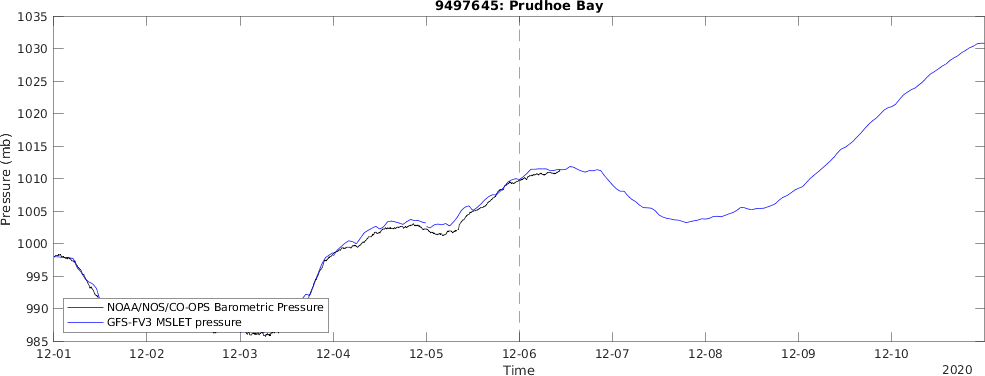 9497645: Prudhoe Bay
Pressure (mb)
1035
1030
1025
1020
1015
1010
1005
1000
995
990
985
NOAA/NOS/CO-OPS Barometric Pressure
GFS-FV3 MSLET pressure
12-01 12-02 12-03 12-04 12-05 12-06 12-07 12-08 12-09 12-10
Time
2020